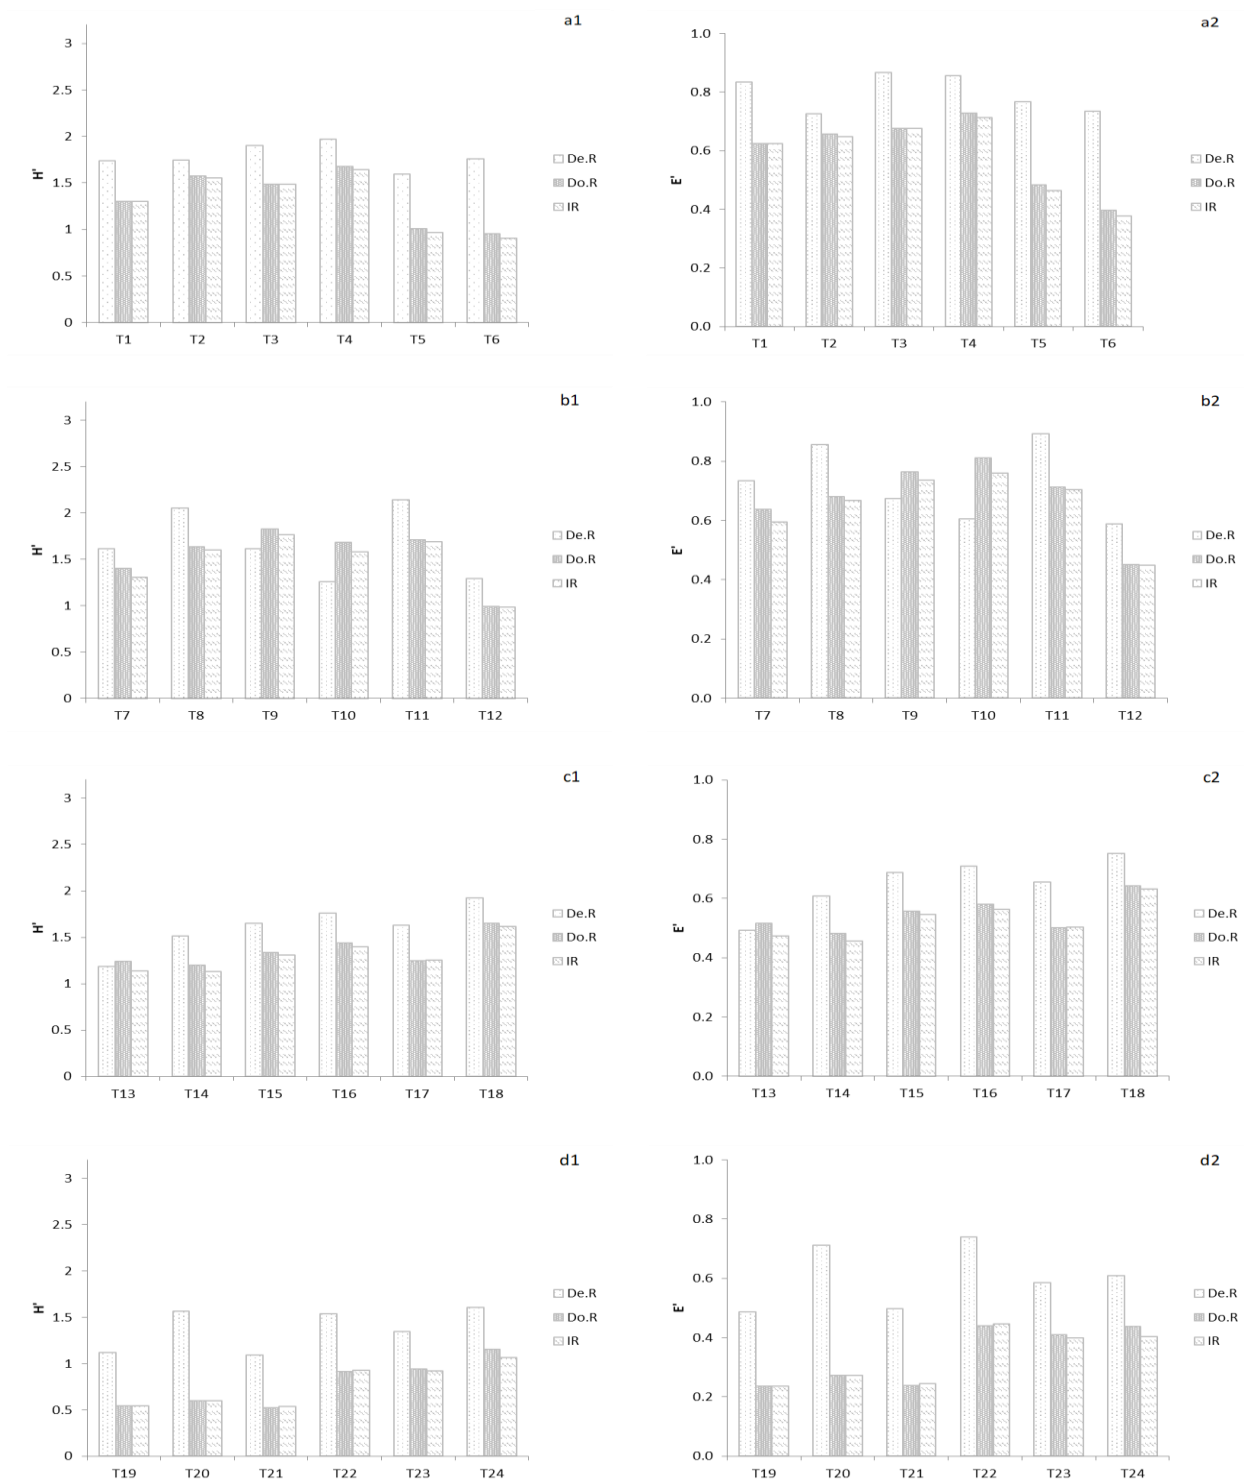 a1
3
2.5
2
1.5
1
0.5
0
H'
T1 T2 T3 T4 T5 T6
De.R
Do.R
IR
a2
1.0
0.8
0.6
0.4
0.2
0.0
E'
T1 T2 T3 T4 T5 T6
De.R
Do.R
IR
b1
3
2.5
2
1.5
1
0.5
0
H'
T7 T8 T9 T10 T11 T12
De.R
Do.R
IR
b2
1.0
0.8
0.6
0.4
0.2
0.0
E'
T7 T8 T9 T10 T11 T12
De.R
Do.R
IR
c1
3
2.5
2
1.5
1
0.5
0
H'
T13 T14 T15 T16 T17 T18
De.R
Do.R
IR
c2
1.0
0.8
0.6
0.4
0.2
0.0
E'
T13 T14 T15 T16 T17 T18
De.R
Do.R
IR
d1
3
2.5
2
1.5
1
0.5
0
H'
T19 T20 T21 T22 T23 T24
De.R
Do.R
IR
d2
1.0
0.8
0.6
0.4
0.2
0.0
E'
T19 T20 T21 T22 T23 T24
De.R
Do.R
IR